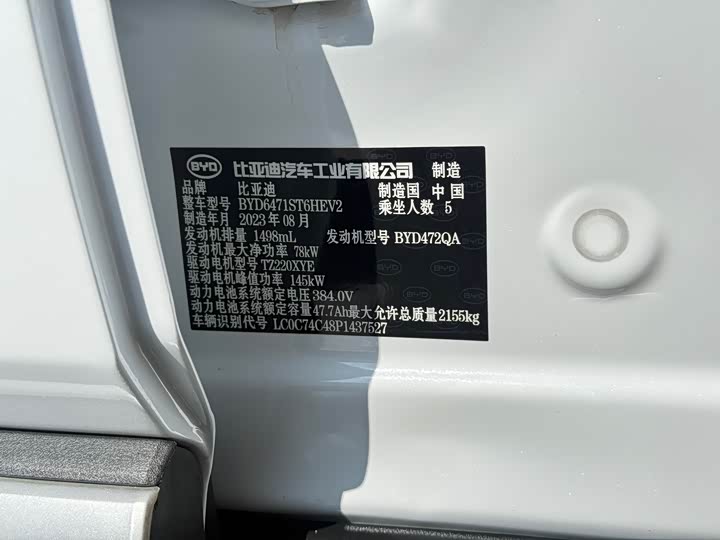 BYD 比亚迪汽车工业有限公司 制造
品牌 比亚迪 制造国 中国
整车型号 BYD6471ST6HEV2 乘坐人数 5
制造年月 2023年08月
发动机排量 1498mL 发动机型号 BYD472QA
发动机最大净功率 78kW
驱动电机型号 TZ220XYE
驱动电机峰值功率 145kW
动力电池系统额定电压 384.0V
动力电池系统额定容量 47.7Ah 最大允许总质量 2155kg
车辆识别代号 LC0C74C48P1437527